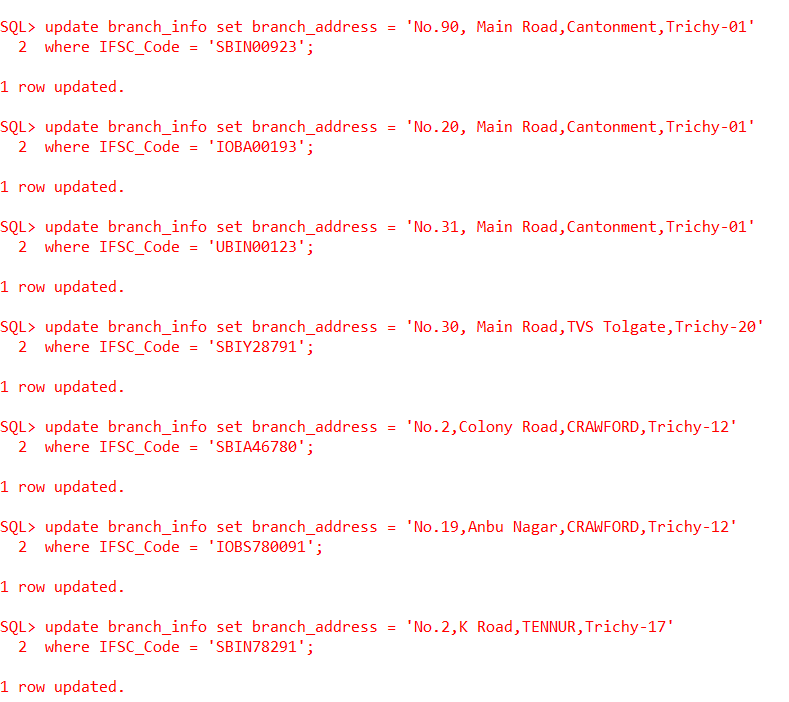 SQL> update branch_info set branch_address = 'No.90, Main Road,Cantonment,Trichy-01'
2 where IFSC_Code = 'SBIN00923';
1 row updated.
SQL> update branch_info set branch_address = 'No.20, Main Road,Cantonment,Trichy-01'
2 where IFSC_Code = 'IOBA00193';
1 row updated.
SQL> update branch_info set branch_address = 'No.31, Main Road,Cantonment,Trichy-01'
2 where IFSC_Code = 'UBIN00123';
1 row updated.
SQL> update branch_info set branch_address = 'No.30, Main Road,TVS Tolgate,Trichy-20'
2 where IFSC_Code = 'SBIY28791';
1 row updated.
SQL> update branch_info set branch_address = 'No.2,Colony Road,CRAWFORD,Trichy-12'
2 where IFSC_Code = 'SBIA46780';
1 row updated.
SQL> update branch_info set branch_address = 'No.19,Anbu Nagar,CRAWFORD,Trichy-12'
2 where IFSC_Code = 'IOBS780091';
1 row updated.
SQL> update branch_info set branch_address = 'No.2,K Road,TENNUR,Trichy-17'
2 where IFSC_Code = 'SBIN78291';
1 row updated.